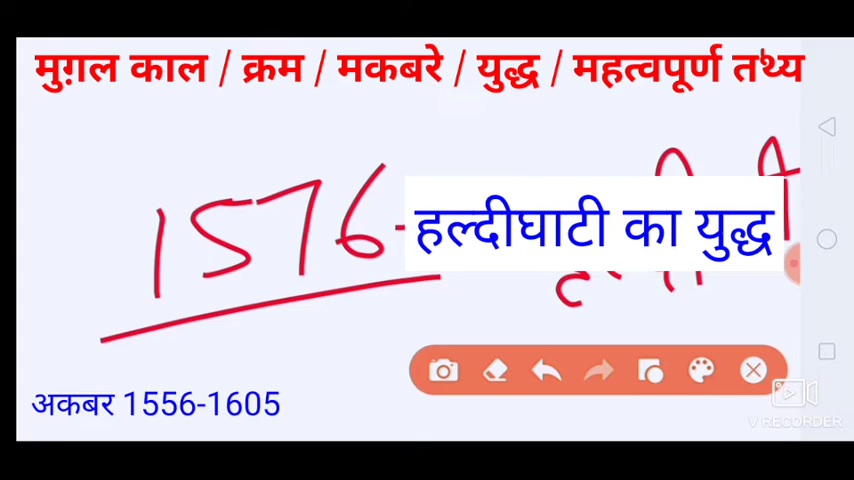 मुग़ल काल / क्रम / मकबरे / युद्ध / महत्वपूर्ण तथ्य
1576-
हल्दीघाटी का युद्ध
अकबर 1556-1605
V RECORDER